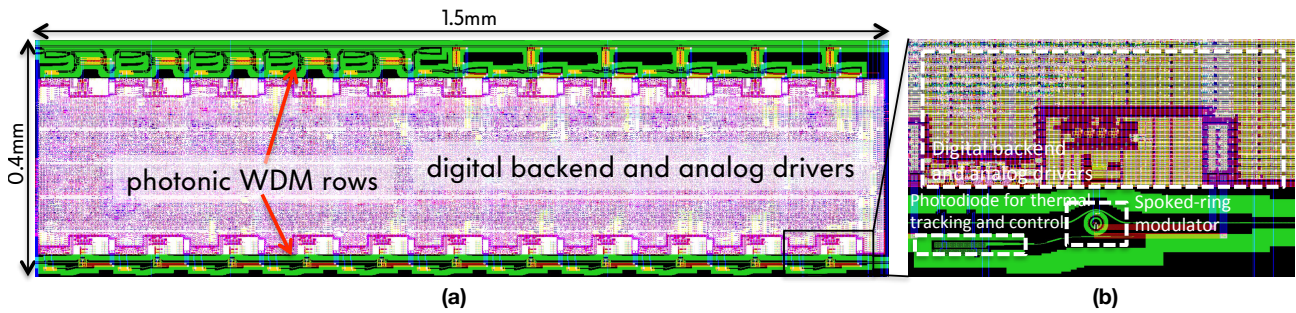 1.5mm
0.4mm
photonic WDM rows
digital backend and analog drivers
Digital backend
and analog drivers
Photodiode for thermal
tracking and control
Spoked-ring
modulator
(a)
(b)